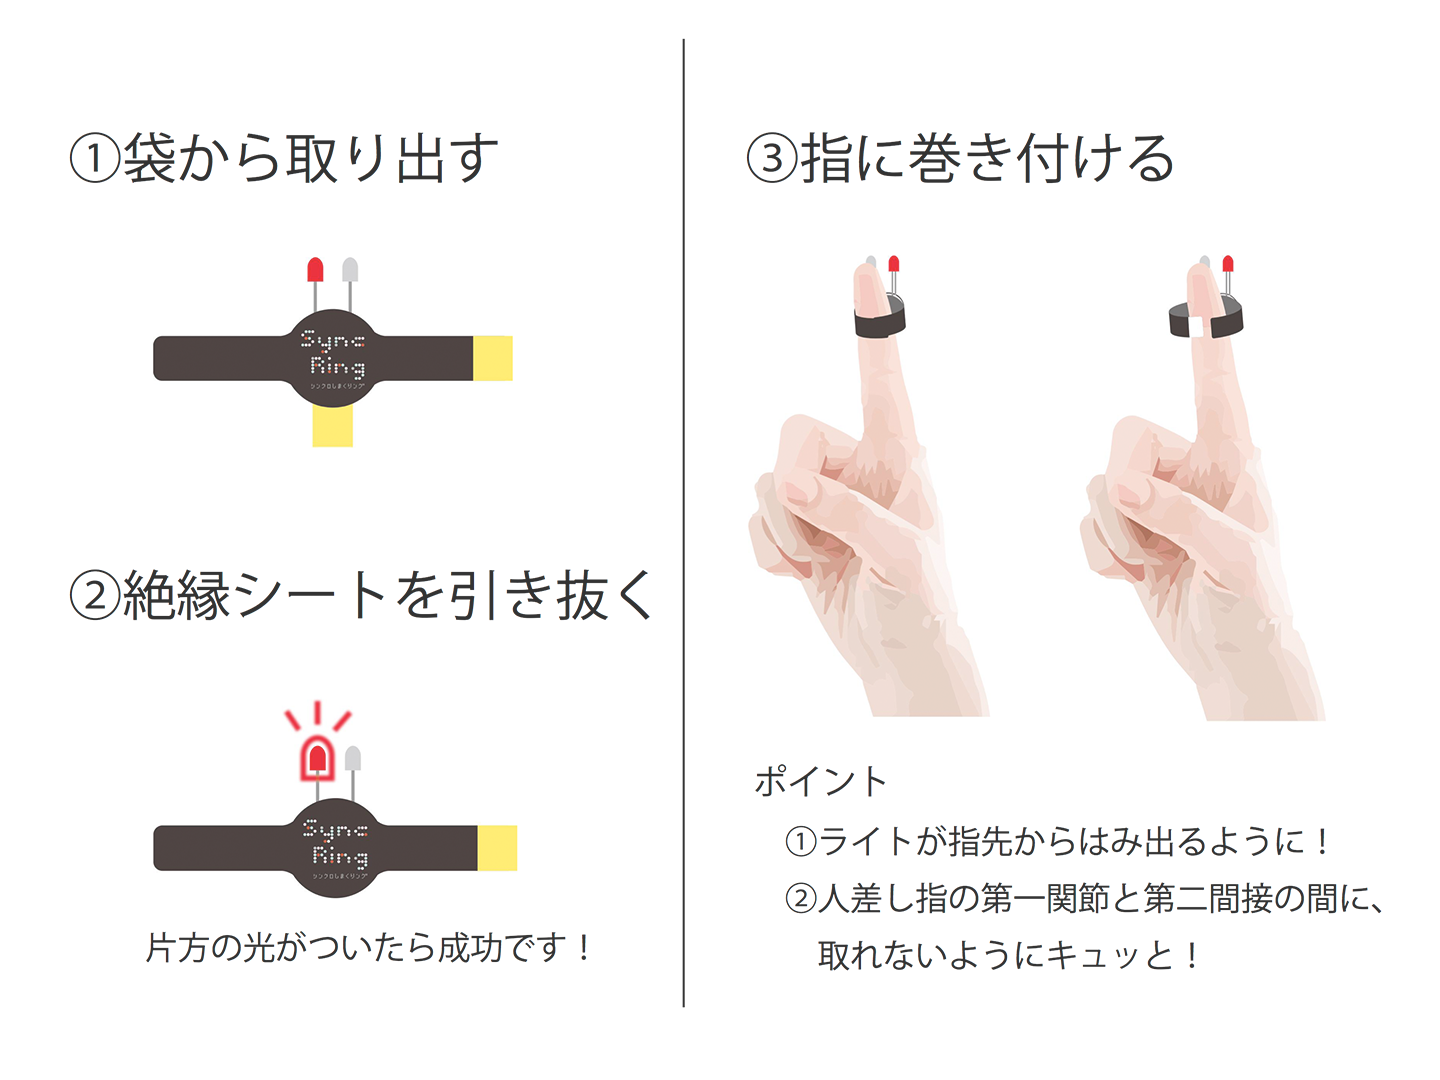 ①袋から取り出す
Sync
Ring
シンクロしまくリング
②絶縁シートを引き抜く
Sync
Ring
シンクロしまくリング
片方の光がついたら成功です！
③指に巻き付ける
ポイント
①ライトが指先からはみ出るように！
②人差し指の第一関節と第二間接の間に、
取れないようにキュッと！